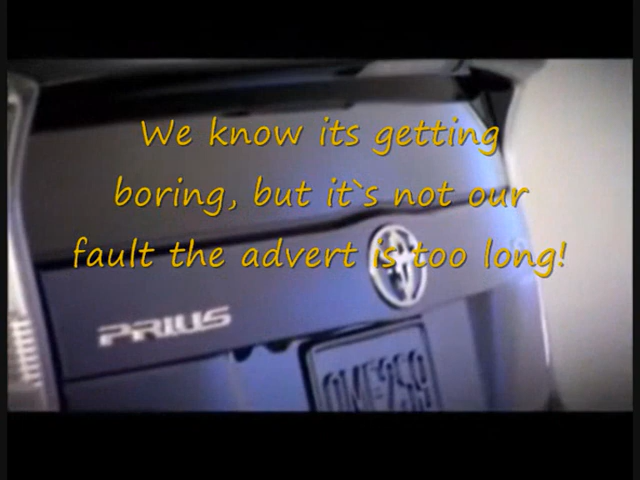 We know its getting
boring, but it`s not our
fault the advert is too long!
PRIUS